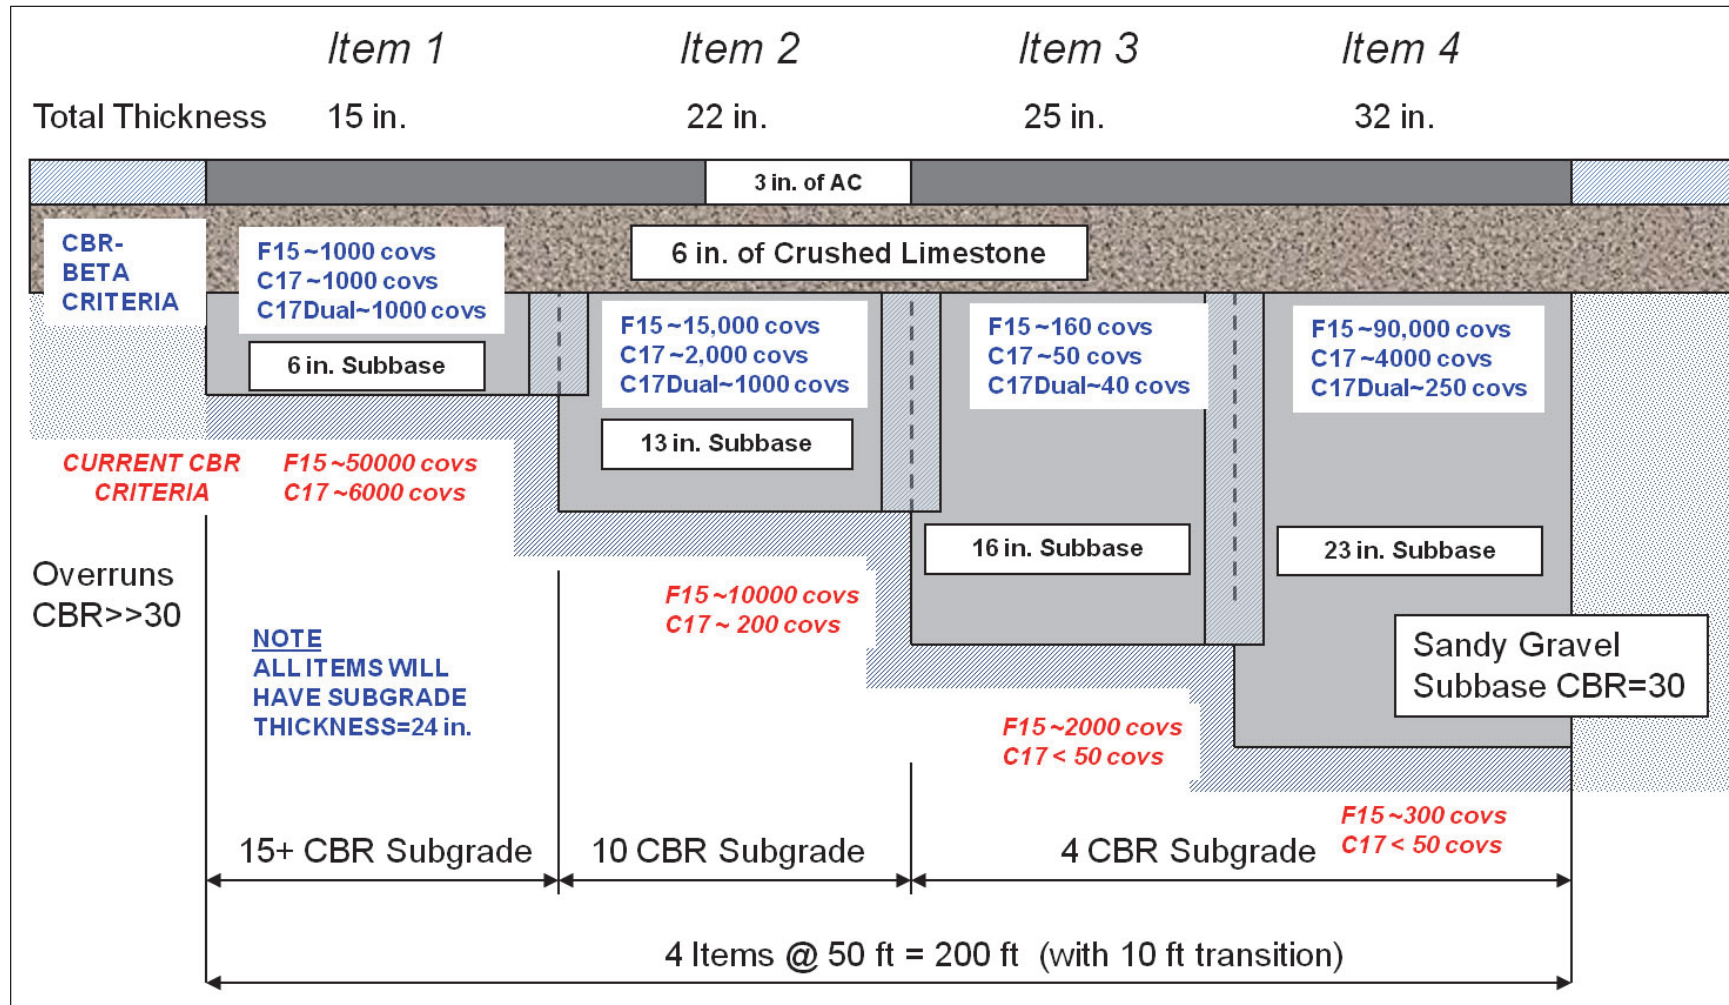 Item 1
Item 2
Item 3
Item 4
Total Thickness
15 in.
22 in.
25 in.
32 in.
3 in. of AC
6 in. of Crushed Limestone
CBR-
BETA
CRITERIA
F15~1000 covs
C17~1000 covs
C17Dual~1000 covs
6 in. Subbase
F15~15,000 covs
C17~2,000 covs
C17Dual~1000 covs
13 in. Subbase
F15~160 covs
C17~50 covs
C17Dual~40 covs
16 in. Subbase
F15~90,000 covs
C17~4000 covs
C17Dual~250 covs
23 in. Subbase
CURRENT CBR
CRITERIA
F15~50000 covs
C17~6000 covs
F15~10000 covs
C17~ 200 covs
F15~2000 covs
C17 < 50 covs
F15~300 covs
C17 < 50 covs
Overruns
CBR>>30
NOTE
ALL ITEMS WILL
HAVE SUBGRADE
THICKNESS=24 in.
Sandy Gravel
Subbase CBR=30
15+ CBR Subgrade
10 CBR Subgrade
4 CBR Subgrade
4 Items @ 50 ft = 200 ft (with 10 ft transition)